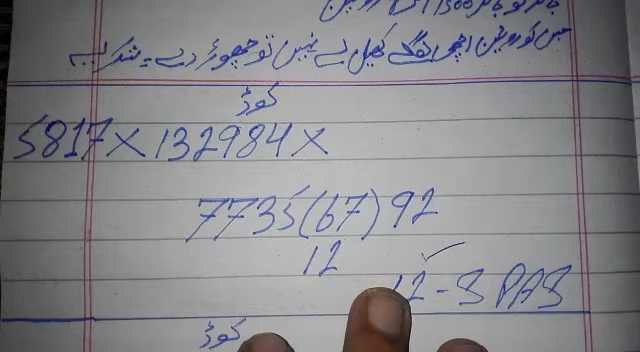 جس کو روٹین اچھی لگے کھیل لے نہیں تو چھوڑ دے۔ شکریہ
کوڈ
5817×132984×
7735(67)92
12
12-S PAS
کوڈ